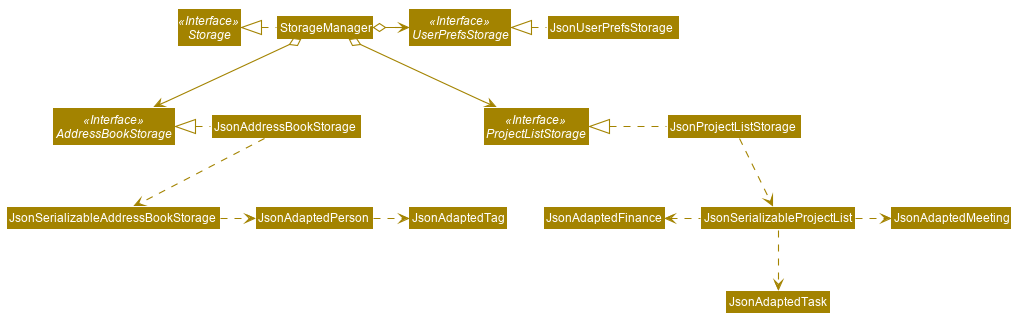 «Interface»
Storage
StorageManager
«Interface»
UserPrefsStorage
JsonUserPrefsStorage
«Interface»
AddressBookStorage
JsonAddressBookStorage
«Interface»
ProjectListStorage
JsonProjectListStorage
JsonSerializableAddressBookStorage
JsonAdaptedPerson
JsonAdaptedTag
JsonAdaptedFinance
JsonSerializableProjectList
JsonAdaptedMeeting
JsonAdaptedTask